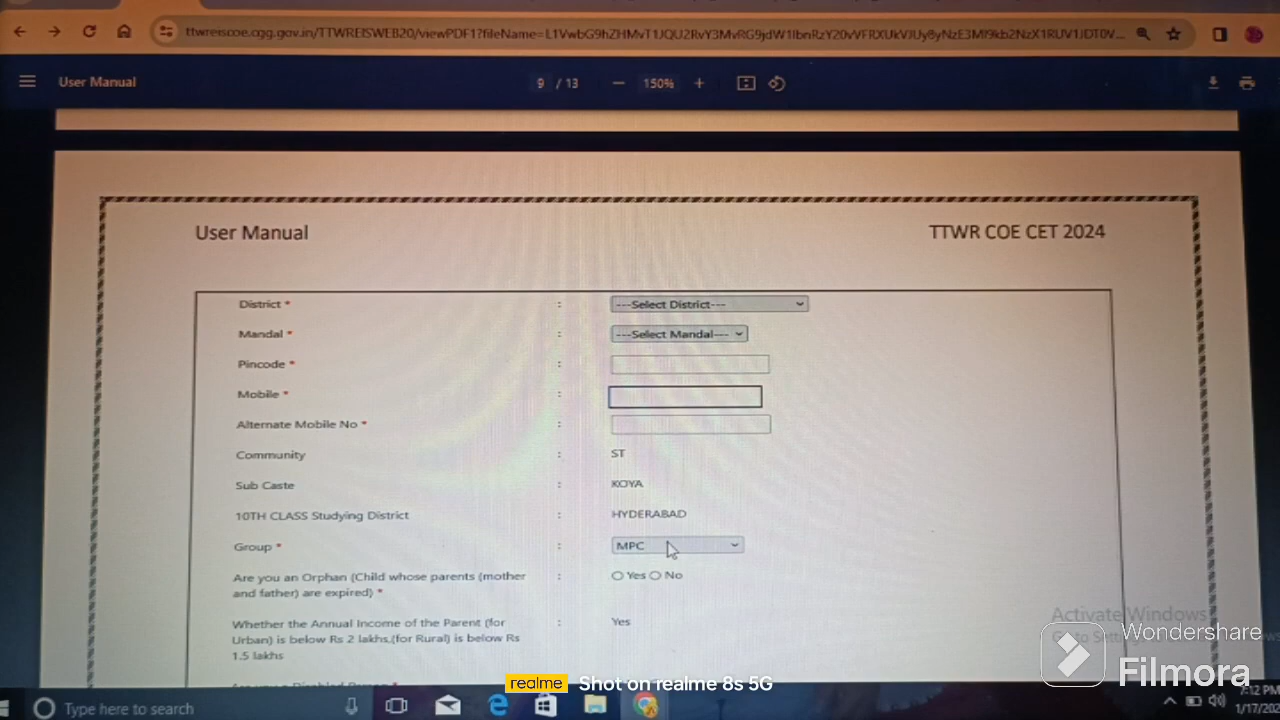 User Manual
9 / 13
150%
User Manual
TTWR COE CET 2024
District * : ---Select District---
Mandal * : ---Select Mandal---
Pincode * :
Mobile * :
Alternate Mobile No * :
Community : ST
Sub Caste : KOYA
10TH CLASS Studying District : HYDERABAD
Group * : MPC
Are you an Orphan (Child whose parents (mother : Yes No
and father) are expired) *
Whether the Annual Income of the Parent (for : Yes
Urban) is below Rs 2 lakhs,(for Rural) is below Rs
1.5 lakhs
Activate Windows
Wondershare
Filmora
realme Shot on realme 8s 5G
Type here to search
7:12 PM